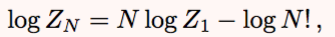 log Z_N = N log Z_1 − log N! ,